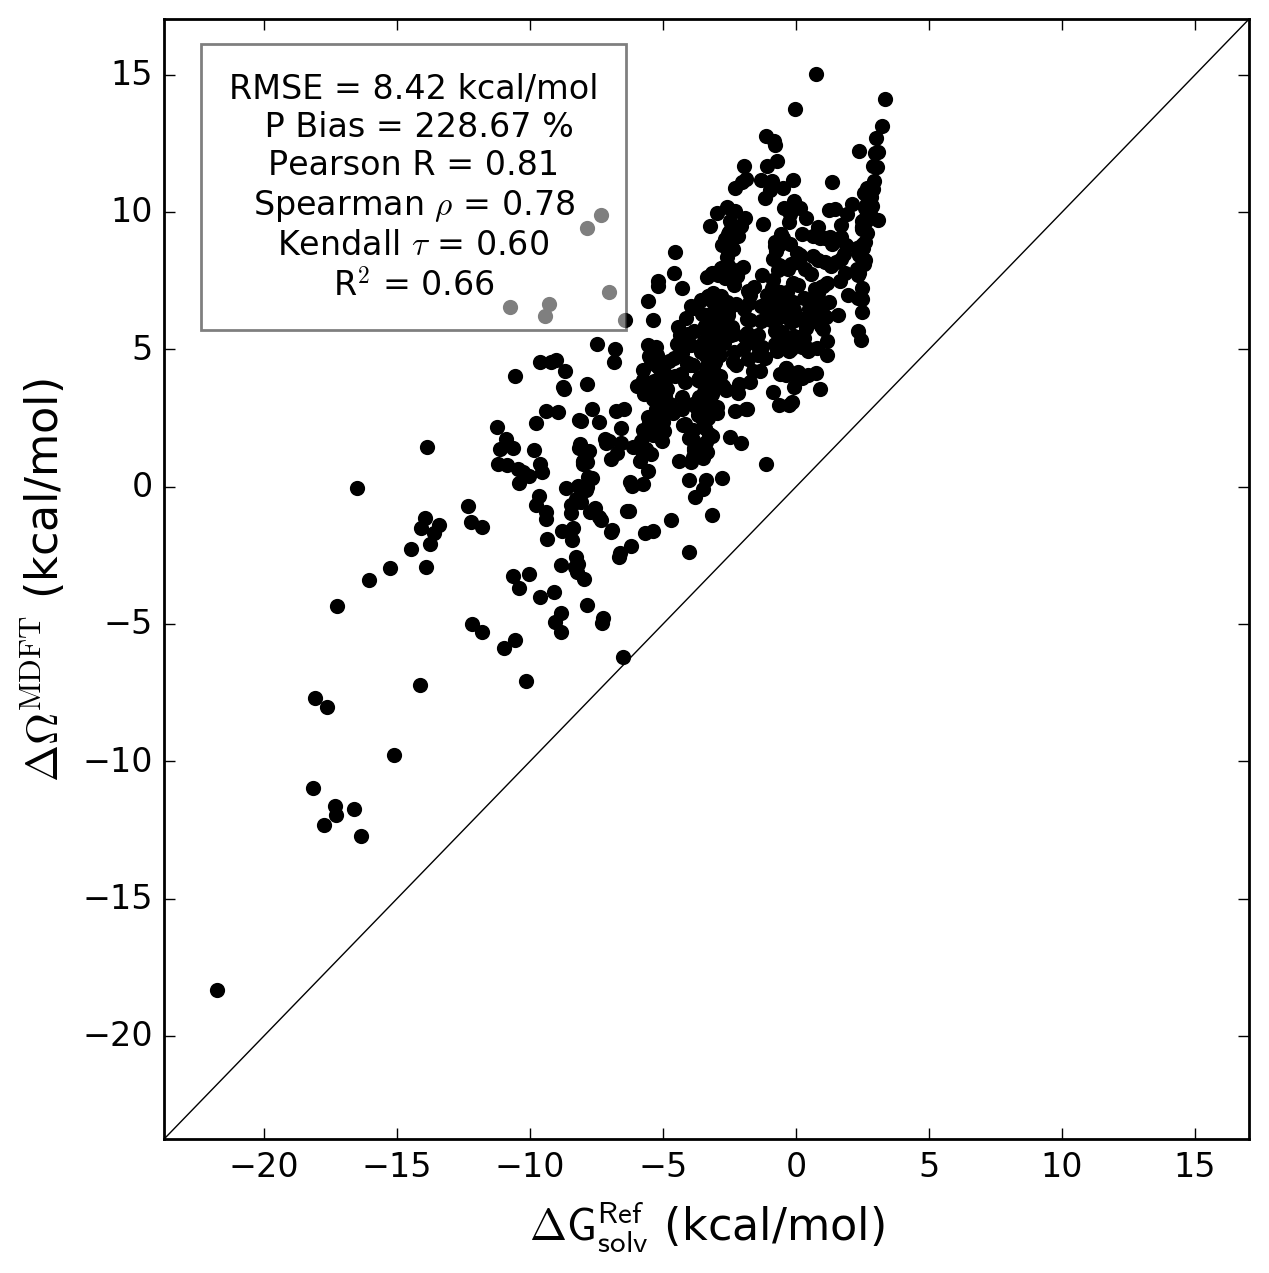 RMSE = 8.42 kcal/mol
P Bias = 228.67 %
Pearson R = 0.81
Spearman ρ = 0.78
Kendall τ = 0.60
R² = 0.66
15
10
5
0
−5
−10
−15
−20
ΔΩ^MDFT (kcal/mol)
−20 −15 −10 −5 0 5 10 15
ΔG^Ref_solv (kcal/mol)